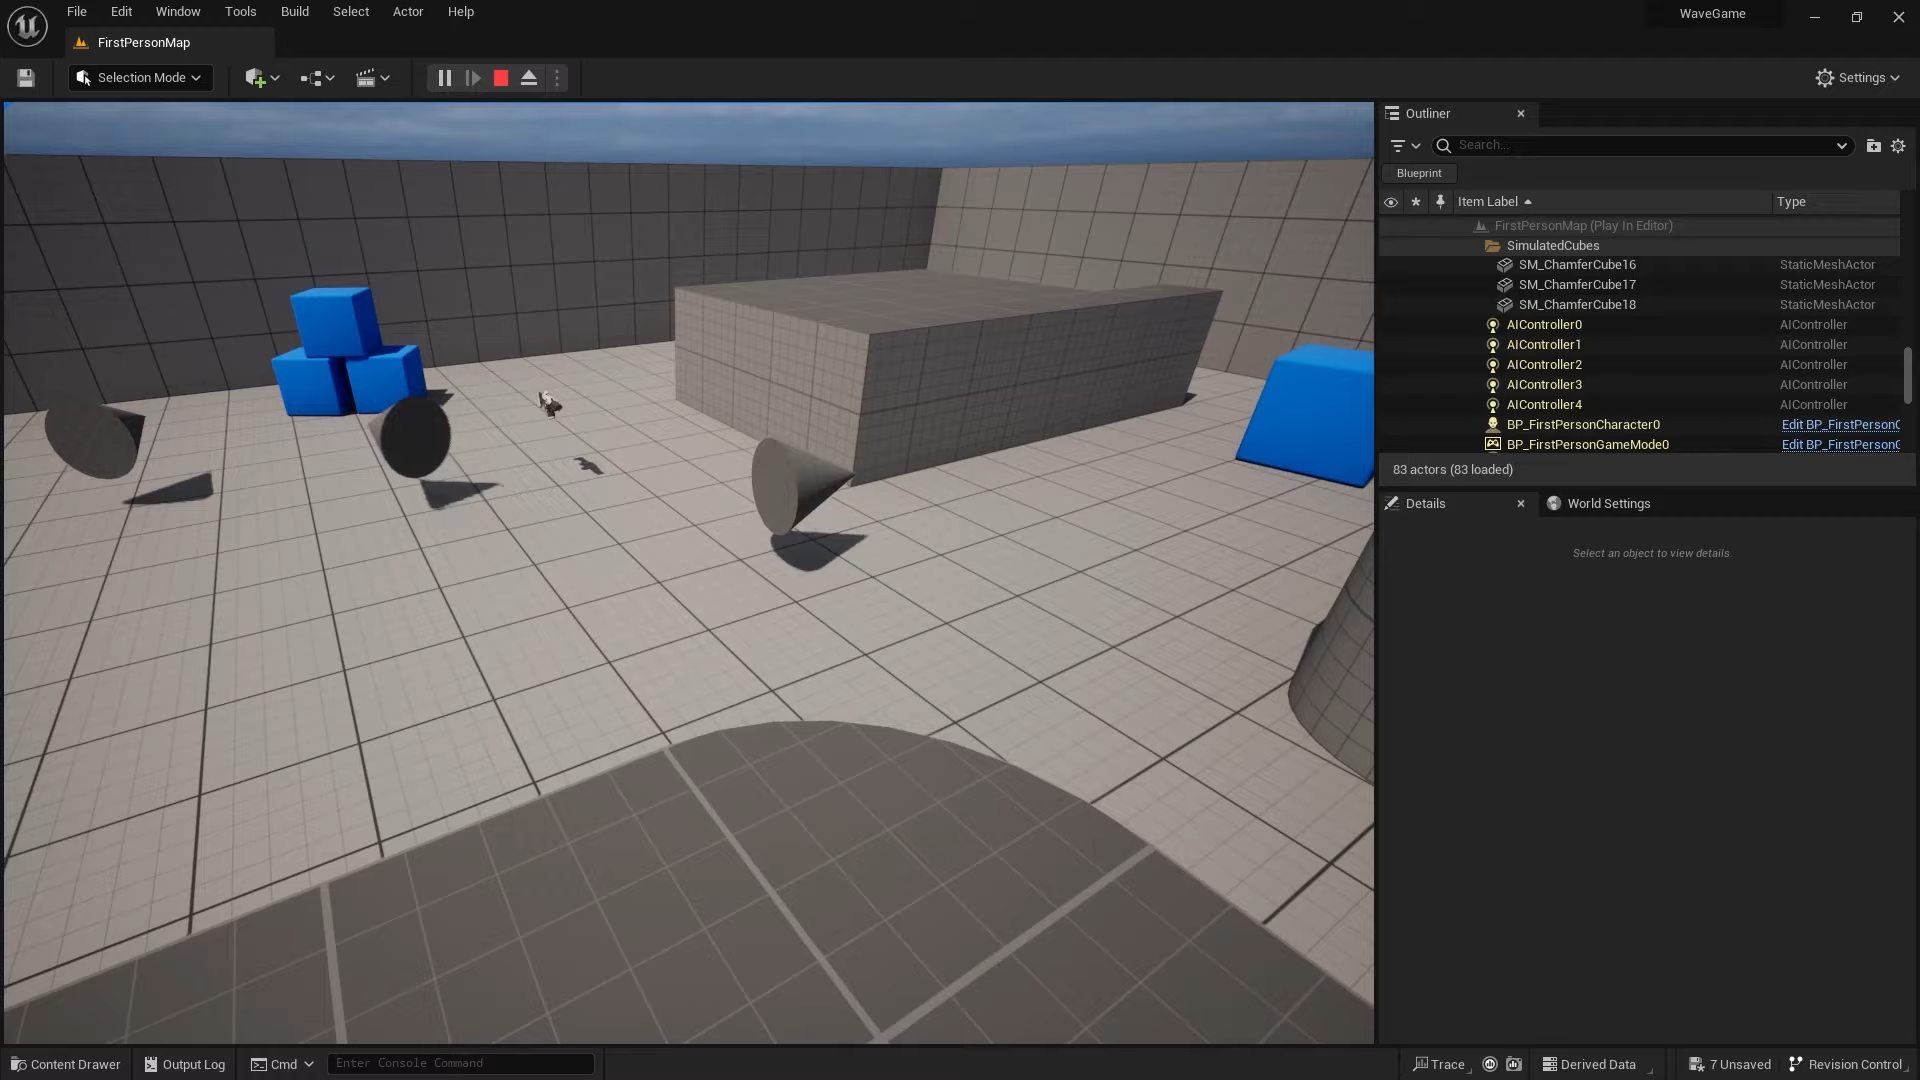 File Edit Window Tools Build Select Actor Help
WaveGame
FirstPersonMap
Selection Mode
Settings
Outliner
Search...
Blueprint
Item Label Type
FirstPersonMap (Play In Editor)
SimulatedCubes
SM_ChamferCube16 StaticMeshActor
SM_ChamferCube17 StaticMeshActor
SM_ChamferCube18 StaticMeshActor
AIController0 AIController
AIController1 AIController
AIController2 AIController
AIController3 AIController
AIController4 AIController
BP_FirstPersonCharacter0 Edit BP_FirstPersonC
BP_FirstPersonGameMode0 Edit BP_FirstPersonG
83 actors (83 loaded)
Details World Settings
Select an object to view details.
Content Drawer Output Log Cmd Enter Console Command Trace Derived Data 7 Unsaved Revision Control